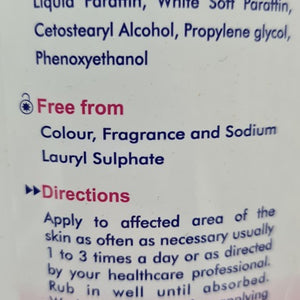 Liquid Paraffin, White Soft Paraffin,
Cetostearyl Alcohol, Propylene glycol,
Phenoxyethanol
Free from
Colour, Fragrance and Sodium
Lauryl Sulphate
Directions
Apply to affected area of the
skin as often as necessary usually
1 to 3 times a day or as directed
by your healthcare professional.
Rub in well until absorbed.